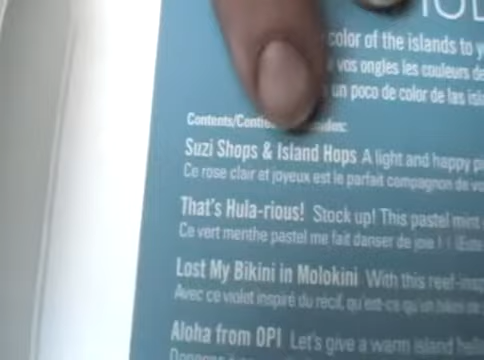 color of the islands to y
vos ongles les couleurs de
un poco de color de las isl
Contents/Conte
Suzi Shops & Island Hops A light and happy p
Ce rose clair et joyeux est le parfait compagnon de vo
That's Hula-rious! Stock up! This pastel mint
Ce vert menthe pastel me fait danser de joie ! ¡Este
Lost My Bikini in Molokini With this reef-insp
Avec ce violet inspiré du récif, qu'est-ce qu'un bikini de
Aloha from OPI Let's give a warm island hello